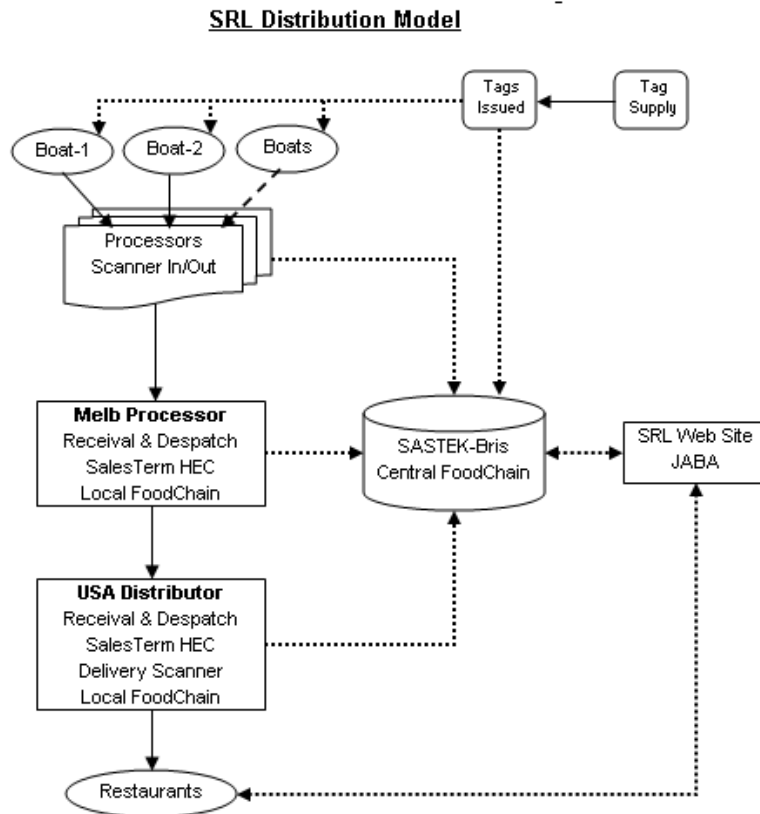 SRL Distribution Model
Tags
Issued
Tag
Supply
Boat-1
Boat-2
Boats
Processors
Scanner In/Out
Melb Processor
Receival & Despatch
SalesTerm HEC
Local FoodChain
SASTEK-Bris
Central FoodChain
SRL Web Site
JABA
USA Distributor
Receival & Despatch
SalesTerm HEC
Delivery Scanner
Local FoodChain
Restaurants